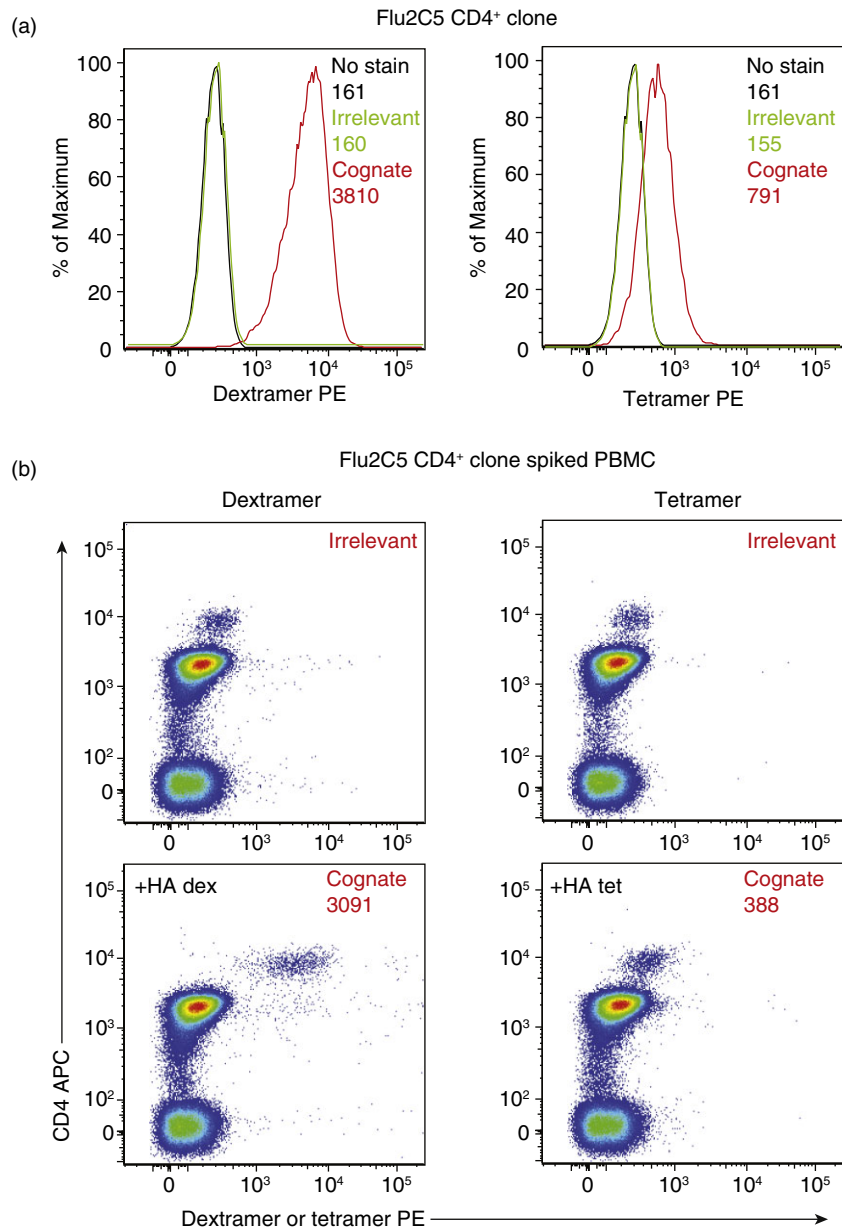 (a)
Flu2C5 CD4⁺ clone
% of Maximum
100
80
60
40
20
0
No stain
161
Irrelevant
160
Cognate
3810
0
10³
10⁴
10⁵
Dextramer PE
% of Maximum
100
80
60
40
20
0
No stain
161
Irrelevant
155
Cognate
791
0
10³
10⁴
10⁵
Tetramer PE
(b)
Flu2C5 CD4⁺ clone spiked PBMC
Dextramer
Tetramer
10⁵
10⁴
10³
10²
0
Irrelevant
0
10³
10⁴
10⁵
10⁵
10⁴
10³
10²
0
Irrelevant
0
10³
10⁴
10⁵
10⁵
10⁴
10³
10²
0
+HA dex
Cognate
3091
0
10³
10⁴
10⁵
10⁵
10⁴
10³
10²
0
+HA tet
Cognate
388
0
10³
10⁴
10⁵
CD4 APC
Dextramer or tetramer PE